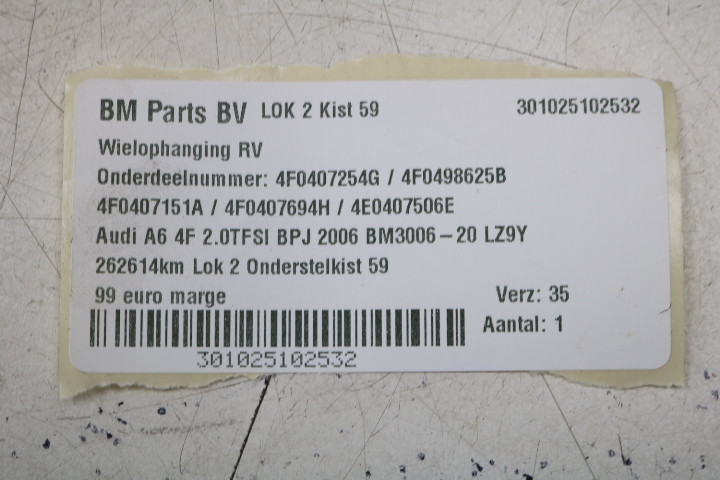 BM Parts BV LOK 2 Kist 59 301025102532
Wielophanging RV
Onderdeelnummer: 4F0407254G / 4F0498625B
4F0407151A / 4F0407694H / 4E0407506E
Audi A6 4F 2.0TFSI BPJ 2006 BM3006-20 LZ9Y
262614km Lok 2 Onderstelkist 59
99 euro marge Verz: 35
Aantal: 1
301025102532